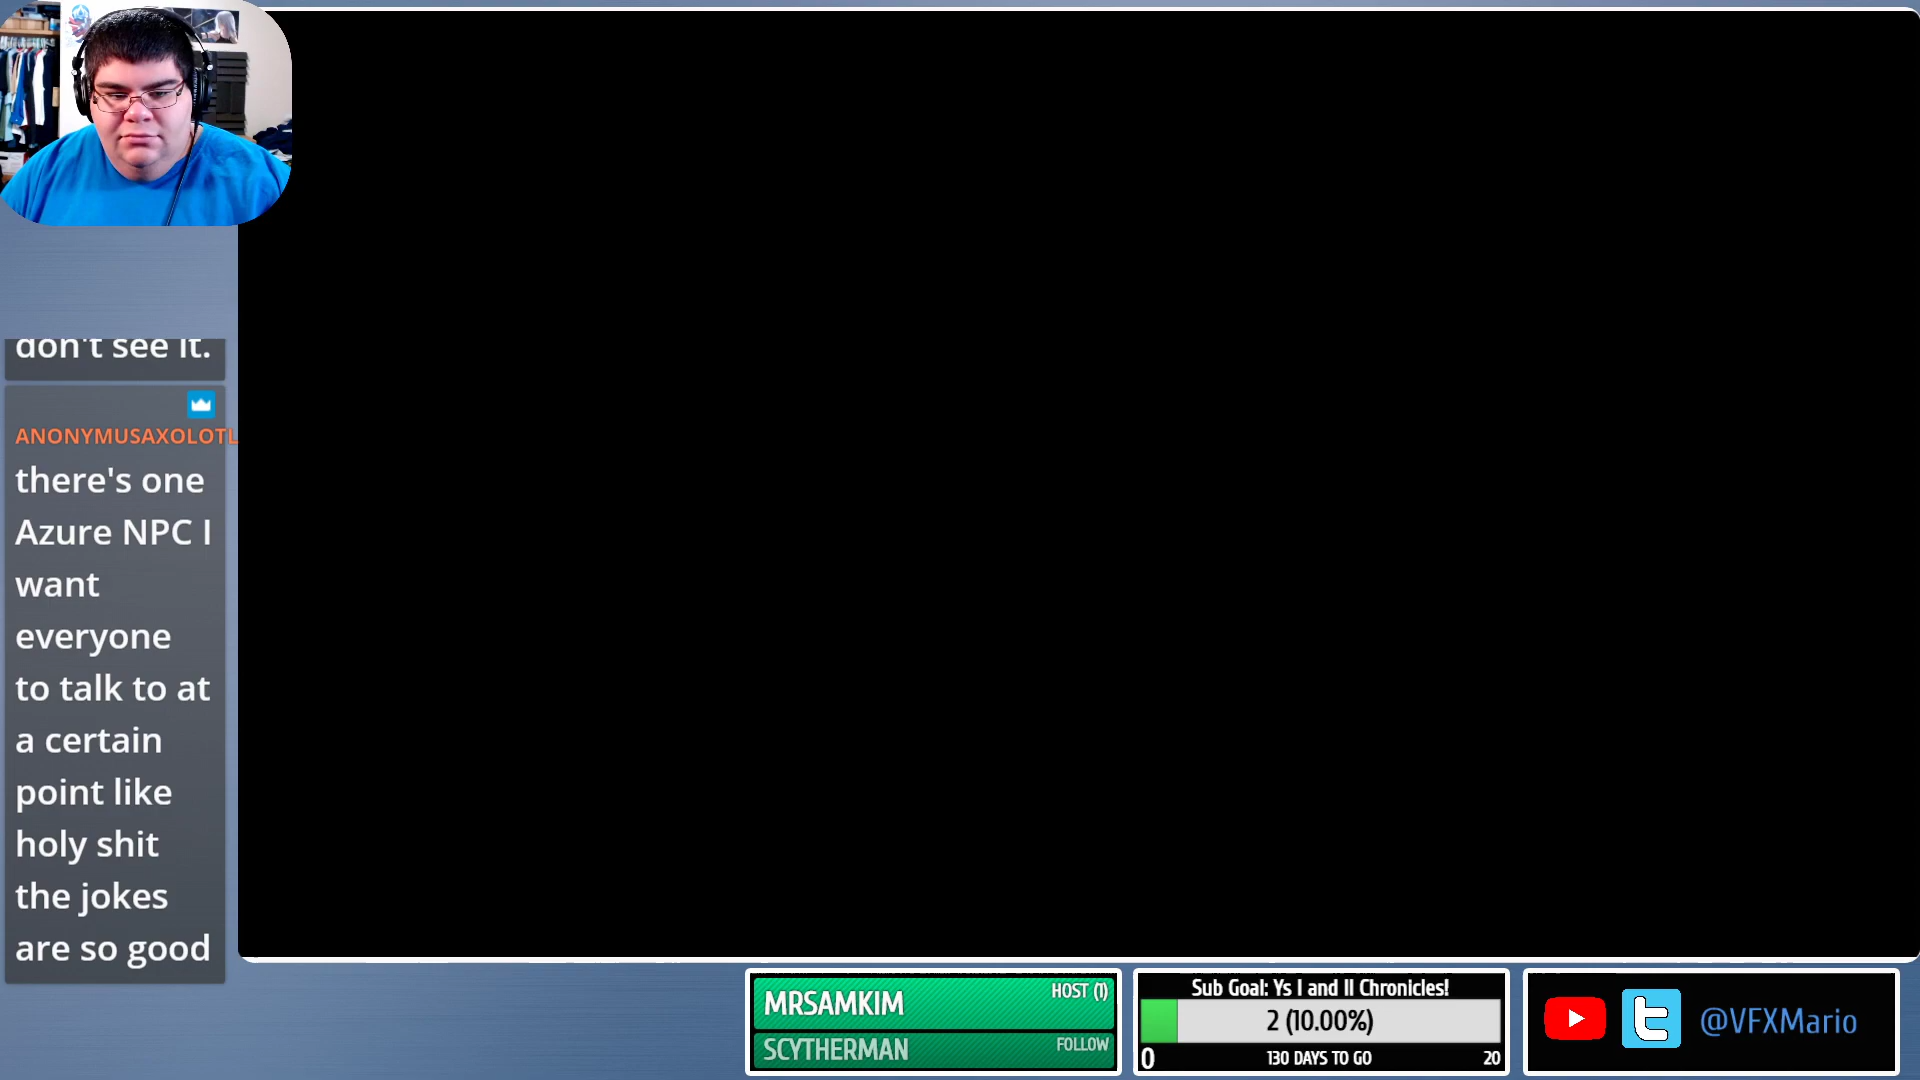 don't see it.
ANONYMUSAXOLOTL
there's one
Azure NPC I
want
everyone
to talk to at
a certain
point like
holy shit
the jokes
are so good
MRSAMKIM HOST (1)
SCYTHERMAN FOLLOW
Sub Goal: Ys I and II Chronicles!
2 (10.00%)
0 130 DAYS TO GO 20
@VFXMario